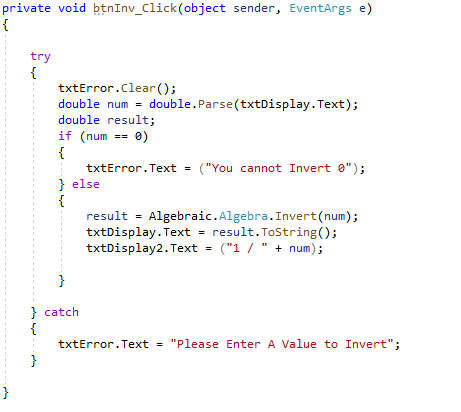 private void btnInv_Click(object sender, EventArgs e)
{
try
{
txtError.Clear();
double num = double.Parse(txtDisplay.Text);
double result;
if (num == 0)
{
txtError.Text = ("You cannot Invert 0");
} else
{
result = Algebraic.Algebra.Invert(num);
txtDisplay.Text = result.ToString();
txtDisplay2.Text = ("1 / " + num);
}
} catch
{
txtError.Text = "Please Enter A Value to Invert";
}
}